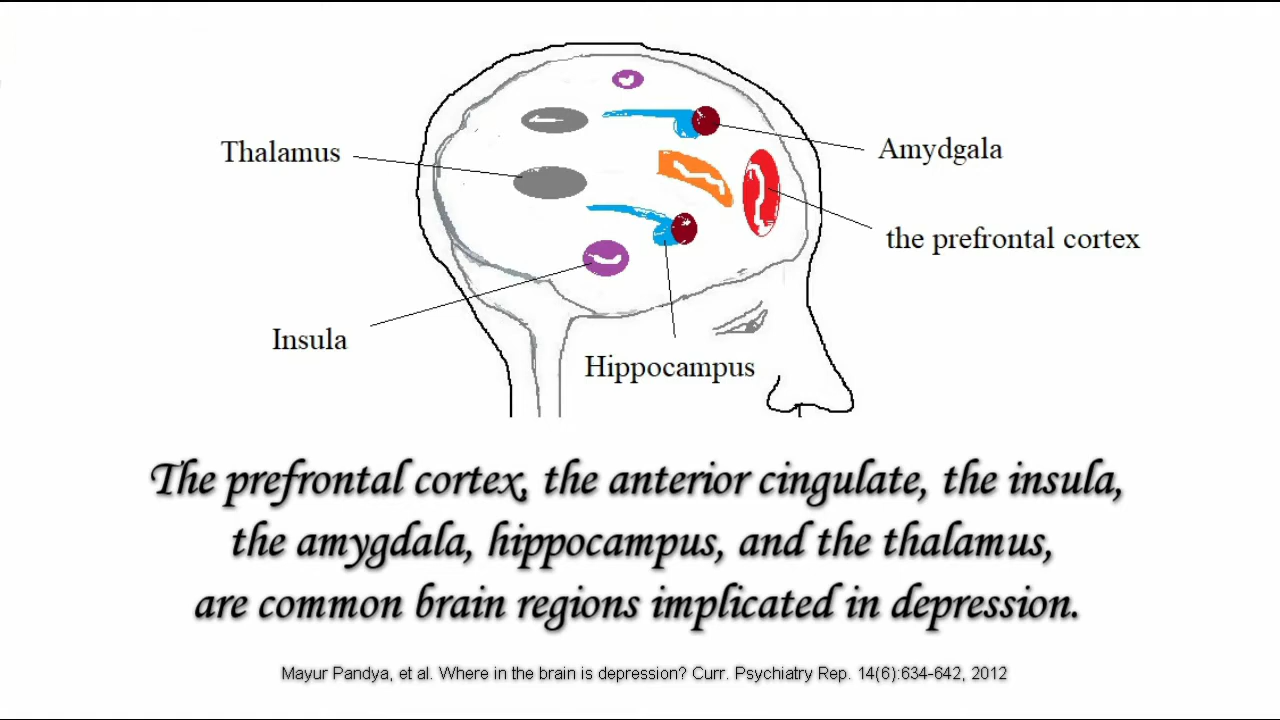 Thalamus
Amydgala
the prefrontal cortex
Insula
Hippocampus
The prefrontal cortex, the anterior cingulate, the insula,
the amygdala, hippocampus, and the thalamus,
are common brain regions implicated in depression.
Mayur Pandya, et al. Where in the brain is depression? Curr. Psychiatry Rep. 14(6):634-642, 2012